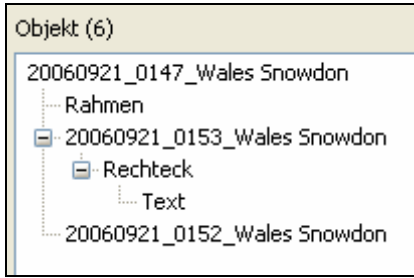 Objekt (6)
20060921_0147_Wales Snowdon
Rahmen
20060921_0153_Wales Snowdon
Rechteck
Text
20060921_0152_Wales Snowdon